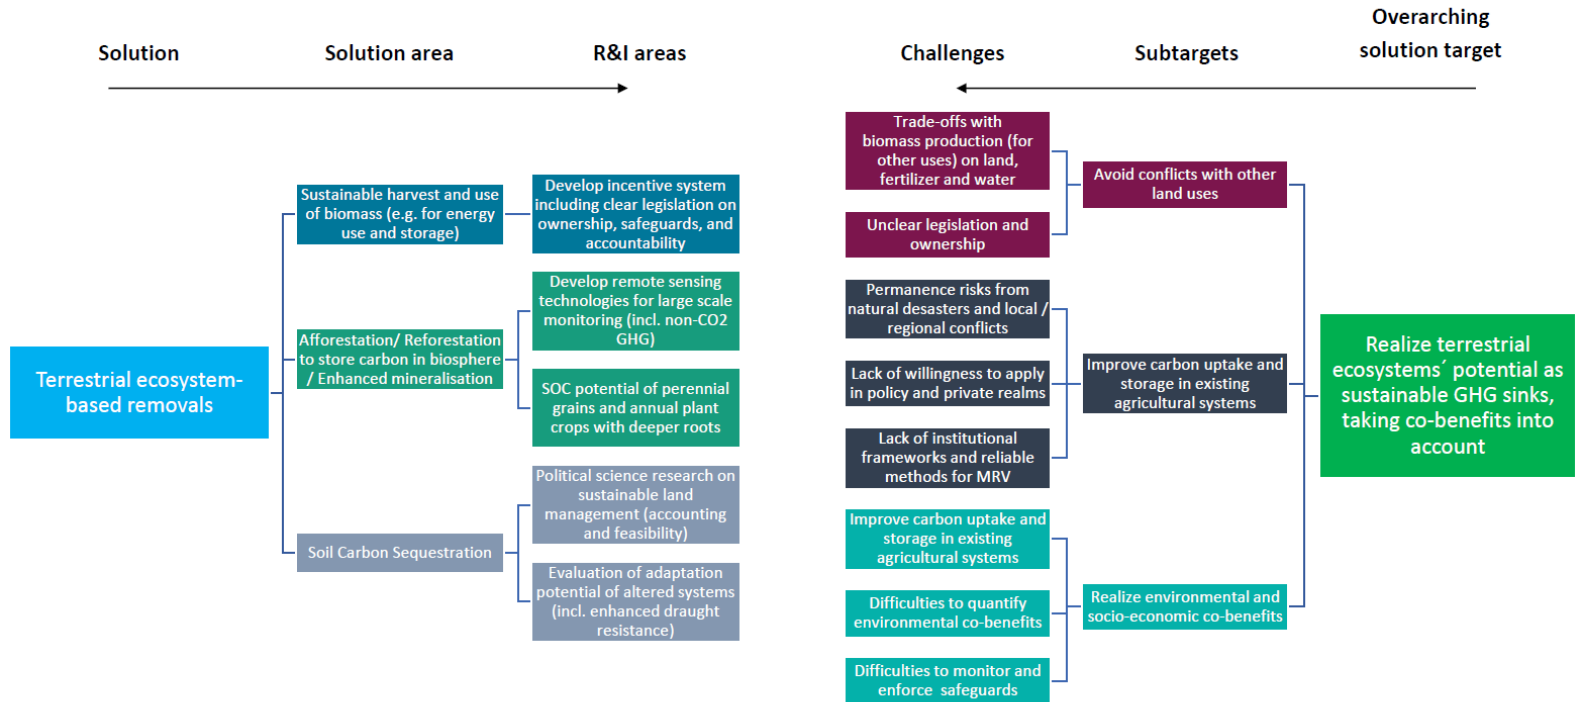 Solution
Solution area
R&I areas
Challenges
Subtargets
Overarching
solution target
Terrestrial ecosystem-
based removals
Sustainable harvest and use
of biomass (e.g. for energy
use and storage)
Develop incentive system
including clear legislation on
ownership, safeguards, and
accountability
Afforestation/ Reforestation
to store carbon in biosphere
/ Enhanced mineralisation
Develop remote sensing
technologies for large scale
monitoring (incl. non-CO2
GHG)
SOC potential of perennial
grains and annual plant
crops with deeper roots
Soil Carbon Sequestration
Political science research on
sustainable land
management (accounting
and feasibility)
Evaluation of adaptation
potential of altered systems
(incl. enhanced draught
resistance)
Trade-offs with
biomass production (for
other uses) on land,
fertilizer and water
Unclear legislation and
ownership
Avoid conflicts with other
land uses
Permanence risks from
natural desasters and local /
regional conflicts
Lack of willingness to apply
in policy and private realms
Lack of institutional
frameworks and reliable
methods for MRV
Improve carbon uptake and
storage in existing
agricultural systems
Improve carbon uptake and
storage in existing
agricultural systems
Difficulties to quantify
environmental co-benefits
Difficulties to monitor and
enforce safeguards
Realize environmental and
socio-economic co-benefits
Realize terrestrial
ecosystems´ potential as
sustainable GHG sinks,
taking co-benefits into
account